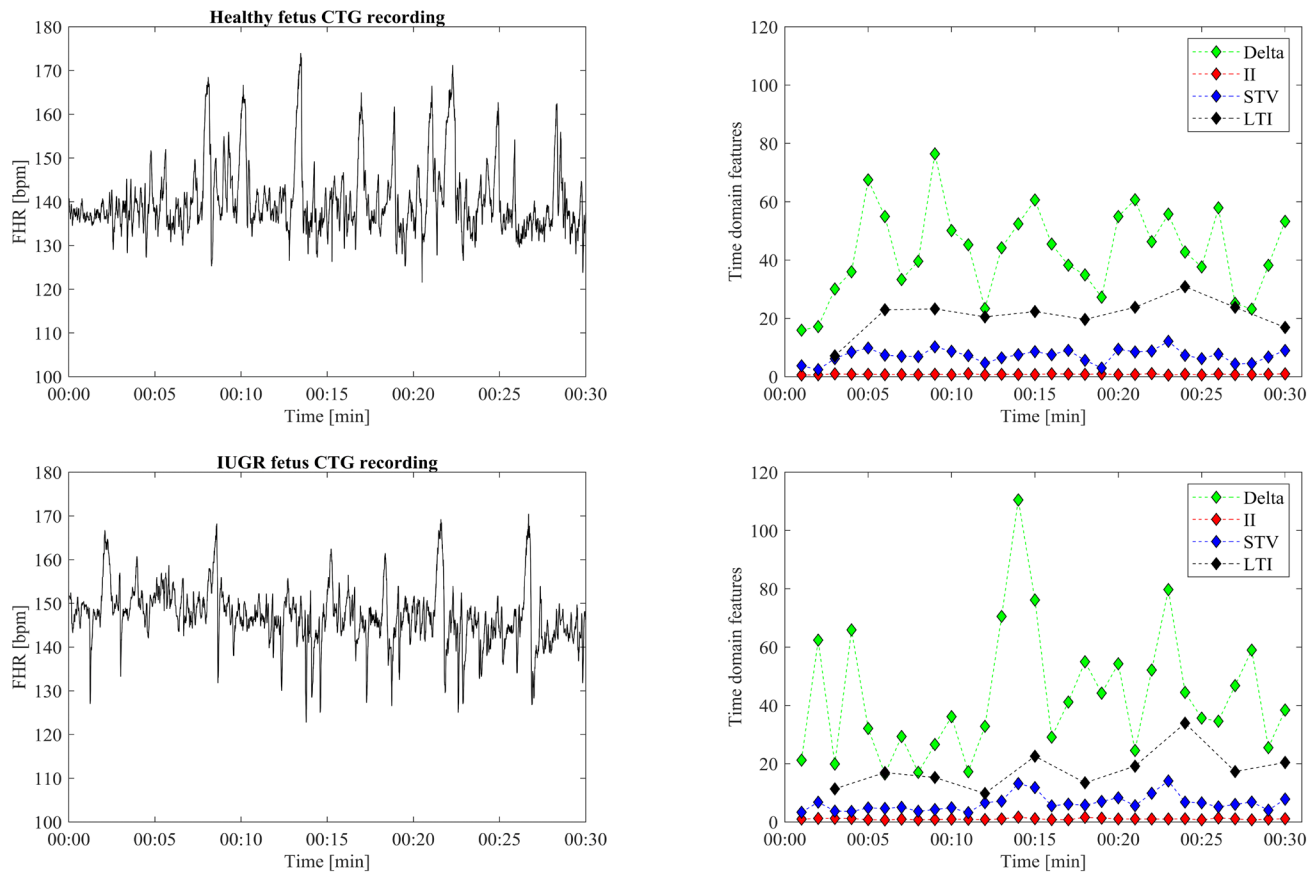 Healthy fetus CTG recording
180
170
160
150
140
130
120
110
100
FHR [bpm]
00:00 00:05 00:10 00:15 00:20 00:25 00:30
Time [min]
120
100
80
60
40
20
0
Time domain features
00:00 00:05 00:10 00:15 00:20 00:25 00:30
Time [min]
Delta
II
STV
LTI
IUGR fetus CTG recording
180
170
160
150
140
130
120
110
100
FHR [bpm]
00:00 00:05 00:10 00:15 00:20 00:25 00:30
Time [min]
120
100
80
60
40
20
0
Time domain features
00:00 00:05 00:10 00:15 00:20 00:25 00:30
Time [min]
Delta
II
STV
LTI